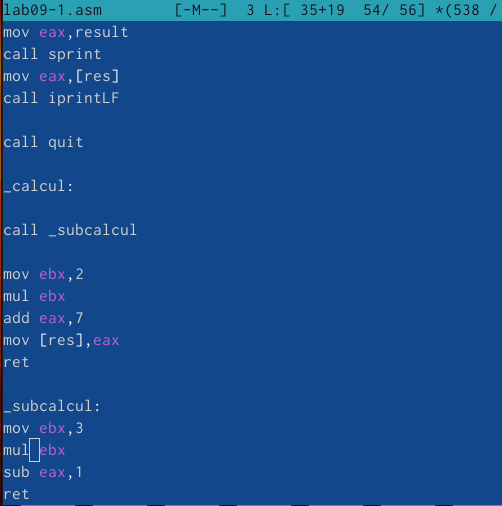 lab09-1.asm [-M--] 3 L:[ 35+19 54/ 56] *(538 /
mov eax,result
call sprint
mov eax,[res]
call iprintLF
call quit
_calcul:
call _subcalcul
mov ebx,2
mul ebx
add eax,7
mov [res],eax
ret
_subcalcul:
mov ebx,3
mul ebx
sub eax,1
ret